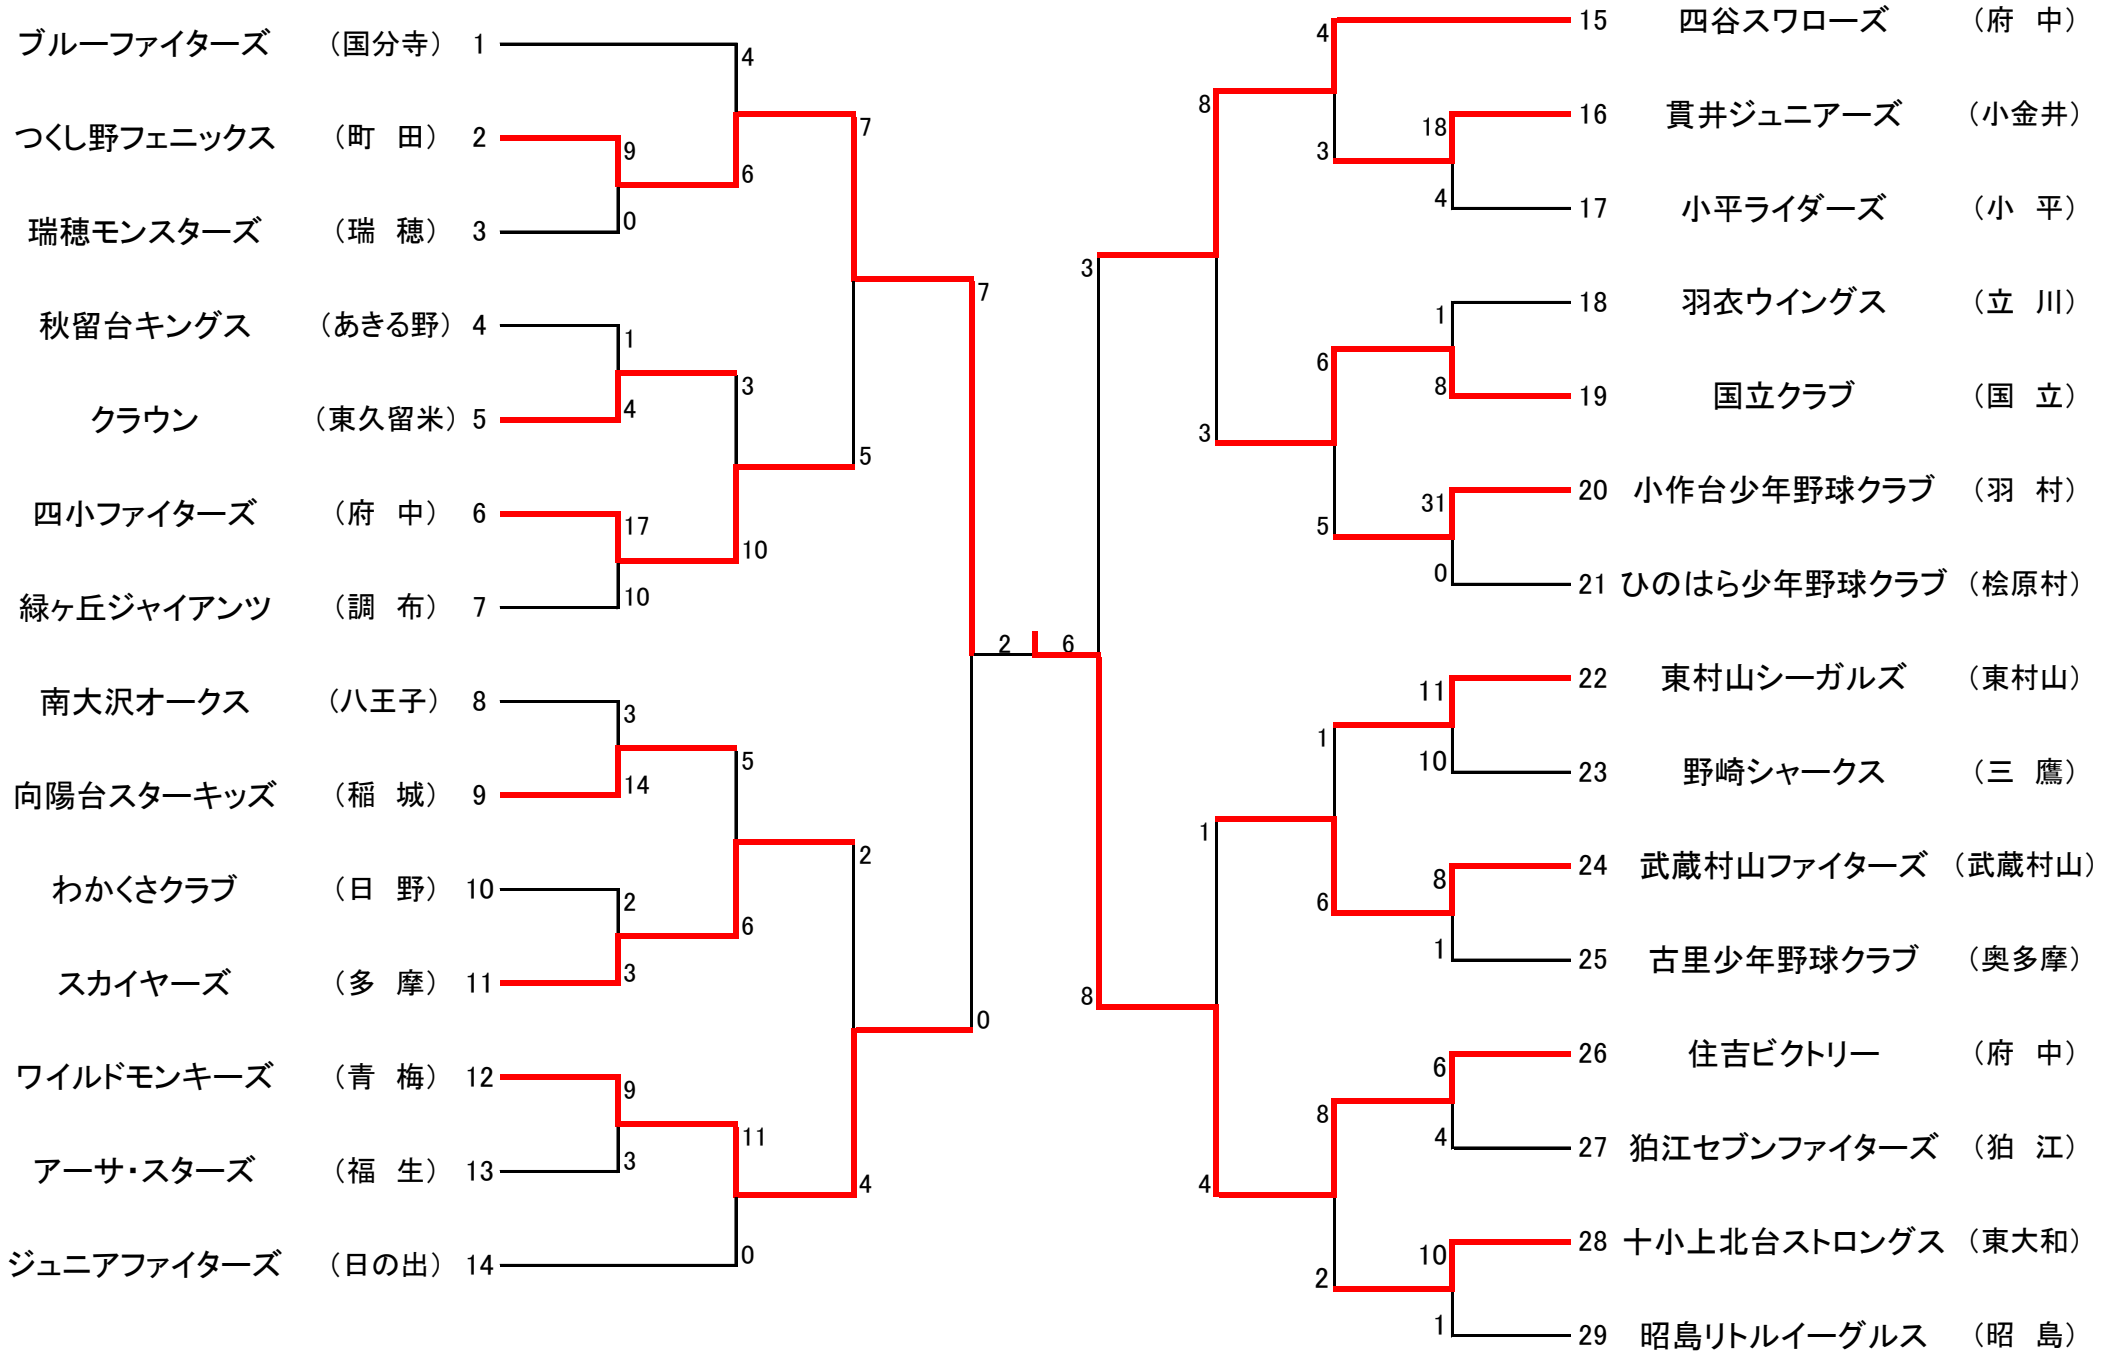 ブルーファイターズ （国分寺） 1
4
つくし野フェニックス （町　田） 2
9
7
6
瑞穂モンスターズ （瑞　穂） 3
0
7
秋留台キングス （あきる野） 4
1
3
クラウン （東久留米） 5
4
5
四小ファイターズ （府　中） 6
17
10
緑ヶ丘ジャイアンツ （調　布） 7
10
2 6
南大沢オークス （八王子） 8
3
5
向陽台スターキッズ （稲　城） 9
14
2
わかくさクラブ （日　野） 10
2
6
スカイヤーズ （多　摩） 11
3
0
ワイルドモンキーズ （青　梅） 12
9
11
アーサ・スターズ （福　生） 13
3
4
ジュニアファイターズ （日の出） 14
0
15 四谷スワローズ （府　中）
4
8
16 貫井ジュニアーズ （小金井）
18
3
17 小平ライダーズ （小　平）
4
3
18 羽衣ウイングス （立　川）
1
6
19 国立クラブ （国　立）
8
3
20 小作台少年野球クラブ （羽　村）
31
5
21 ひのはら少年野球クラブ （桧原村）
0
22 東村山シーガルズ （東村山）
11
1
23 野崎シャークス （三　鷹）
10
1
24 武蔵村山ファイターズ （武蔵村山）
8
6
25 古里少年野球クラブ （奥多摩）
1
8
26 住吉ビクトリー （府　中）
6
8
27 狛江セブンファイターズ （狛　江）
4
4
28 十小上北台ストロングス （東大和）
10
2
29 昭島リトルイーグルス （昭　島）
1